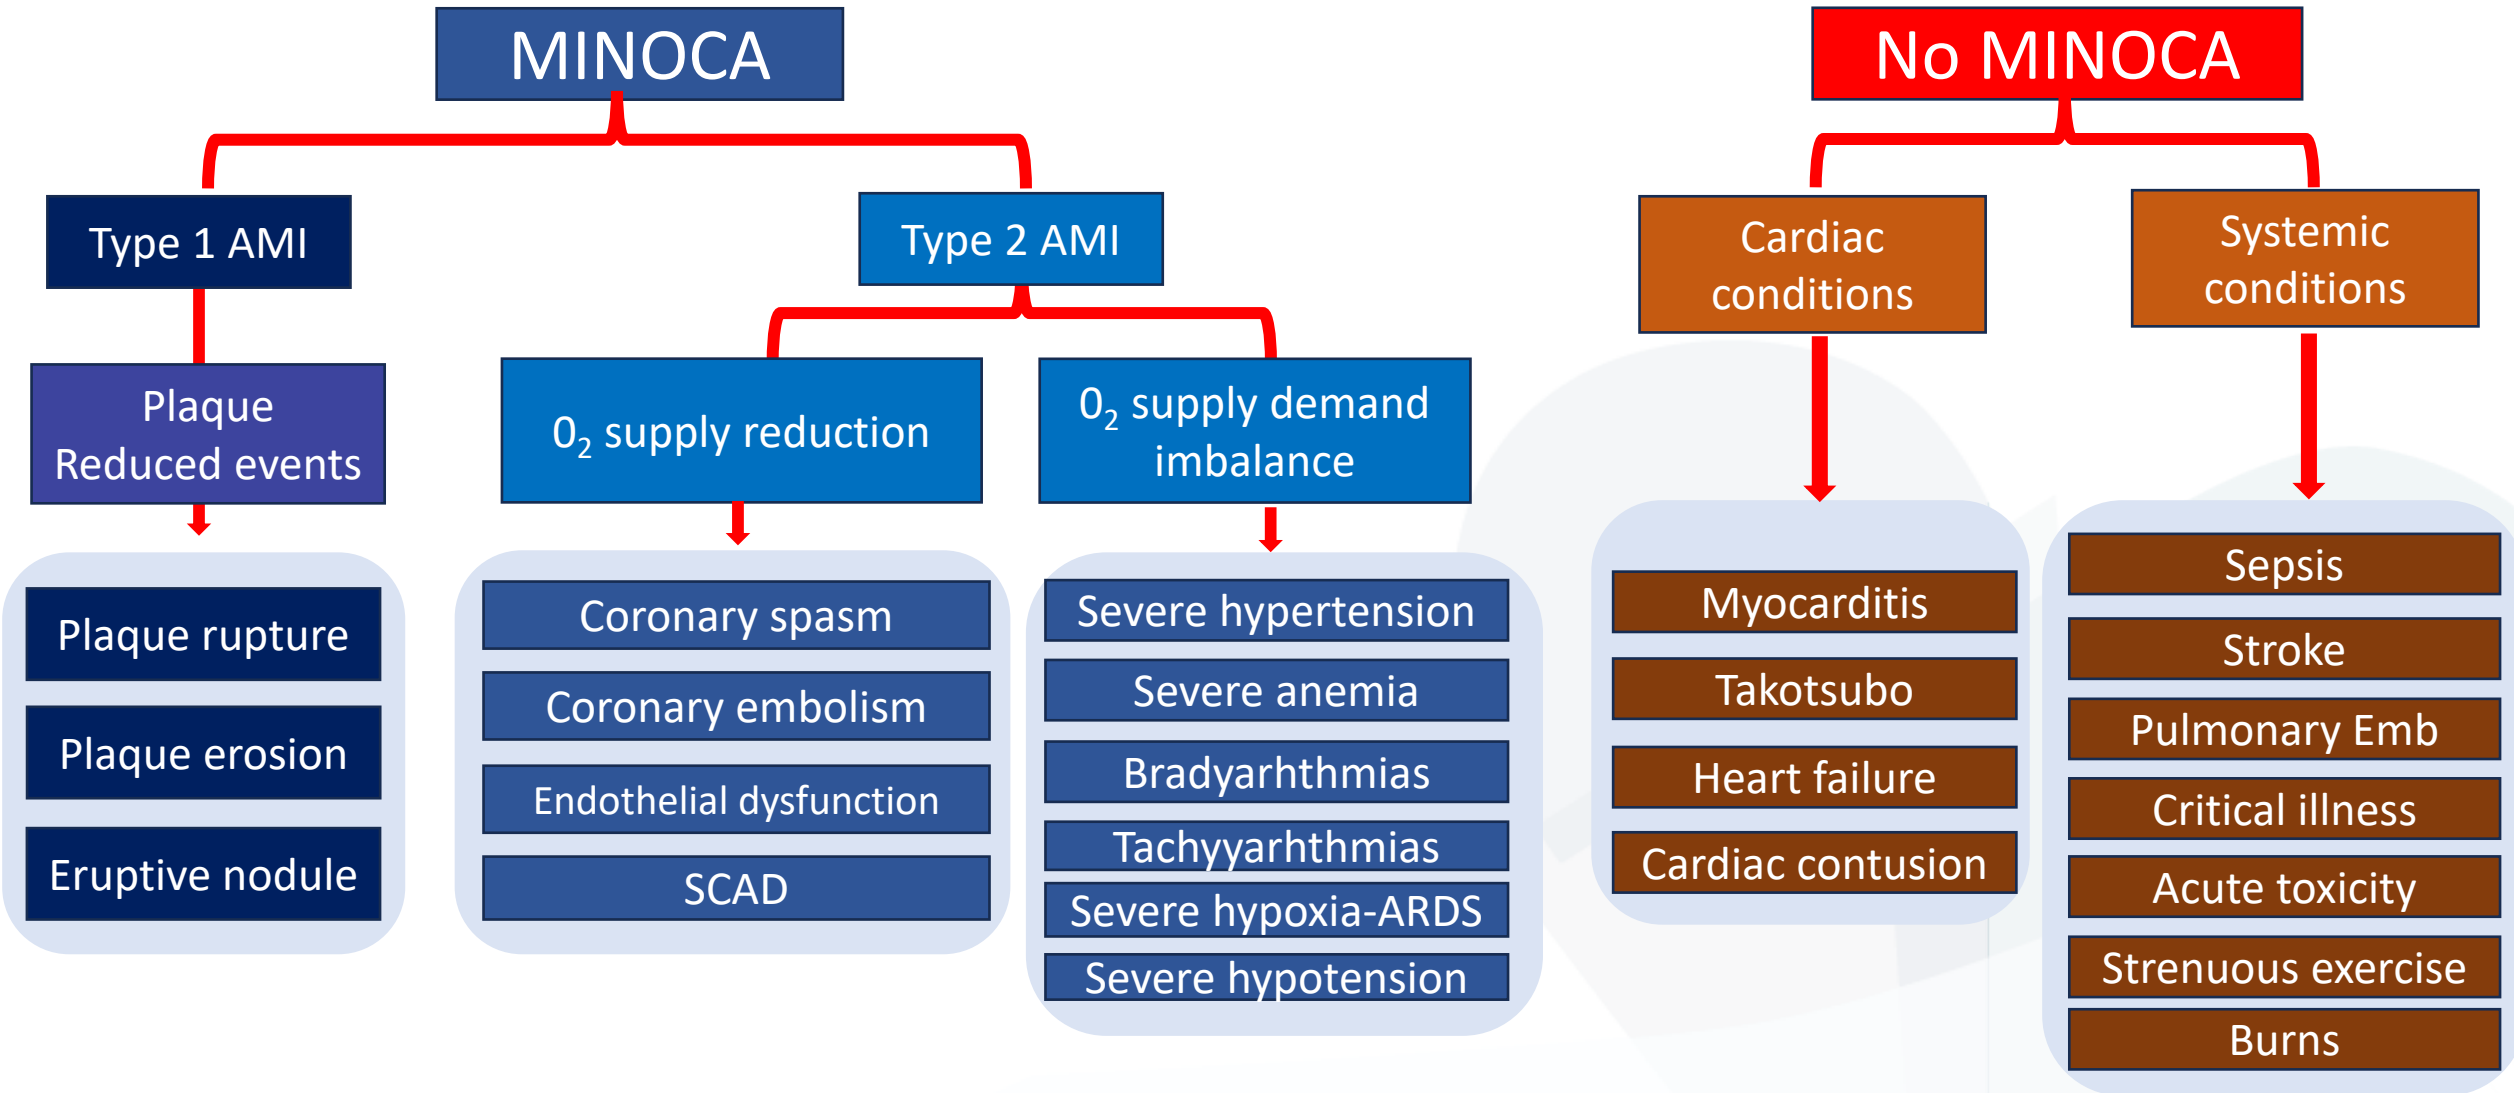 MINOCA
No MINOCA
Type 1 AMI
Type 2 AMI
Cardiac
conditions
Systemic
conditions
Plaque
Reduced events
0₂ supply reduction
0₂ supply demand
imbalance
Plaque rupture
Plaque erosion
Eruptive nodule
Coronary spasm
Coronary embolism
Endothelial dysfunction
SCAD
Severe hypertension
Severe anemia
Bradyarhthmias
Tachyyarhthmias
Severe hypoxia-ARDS
Severe hypotension
Myocarditis
Takotsubo
Heart failure
Cardiac contusion
Sepsis
Stroke
Pulmonary Emb
Critical illness
Acute toxicity
Strenuous exercise
Burns